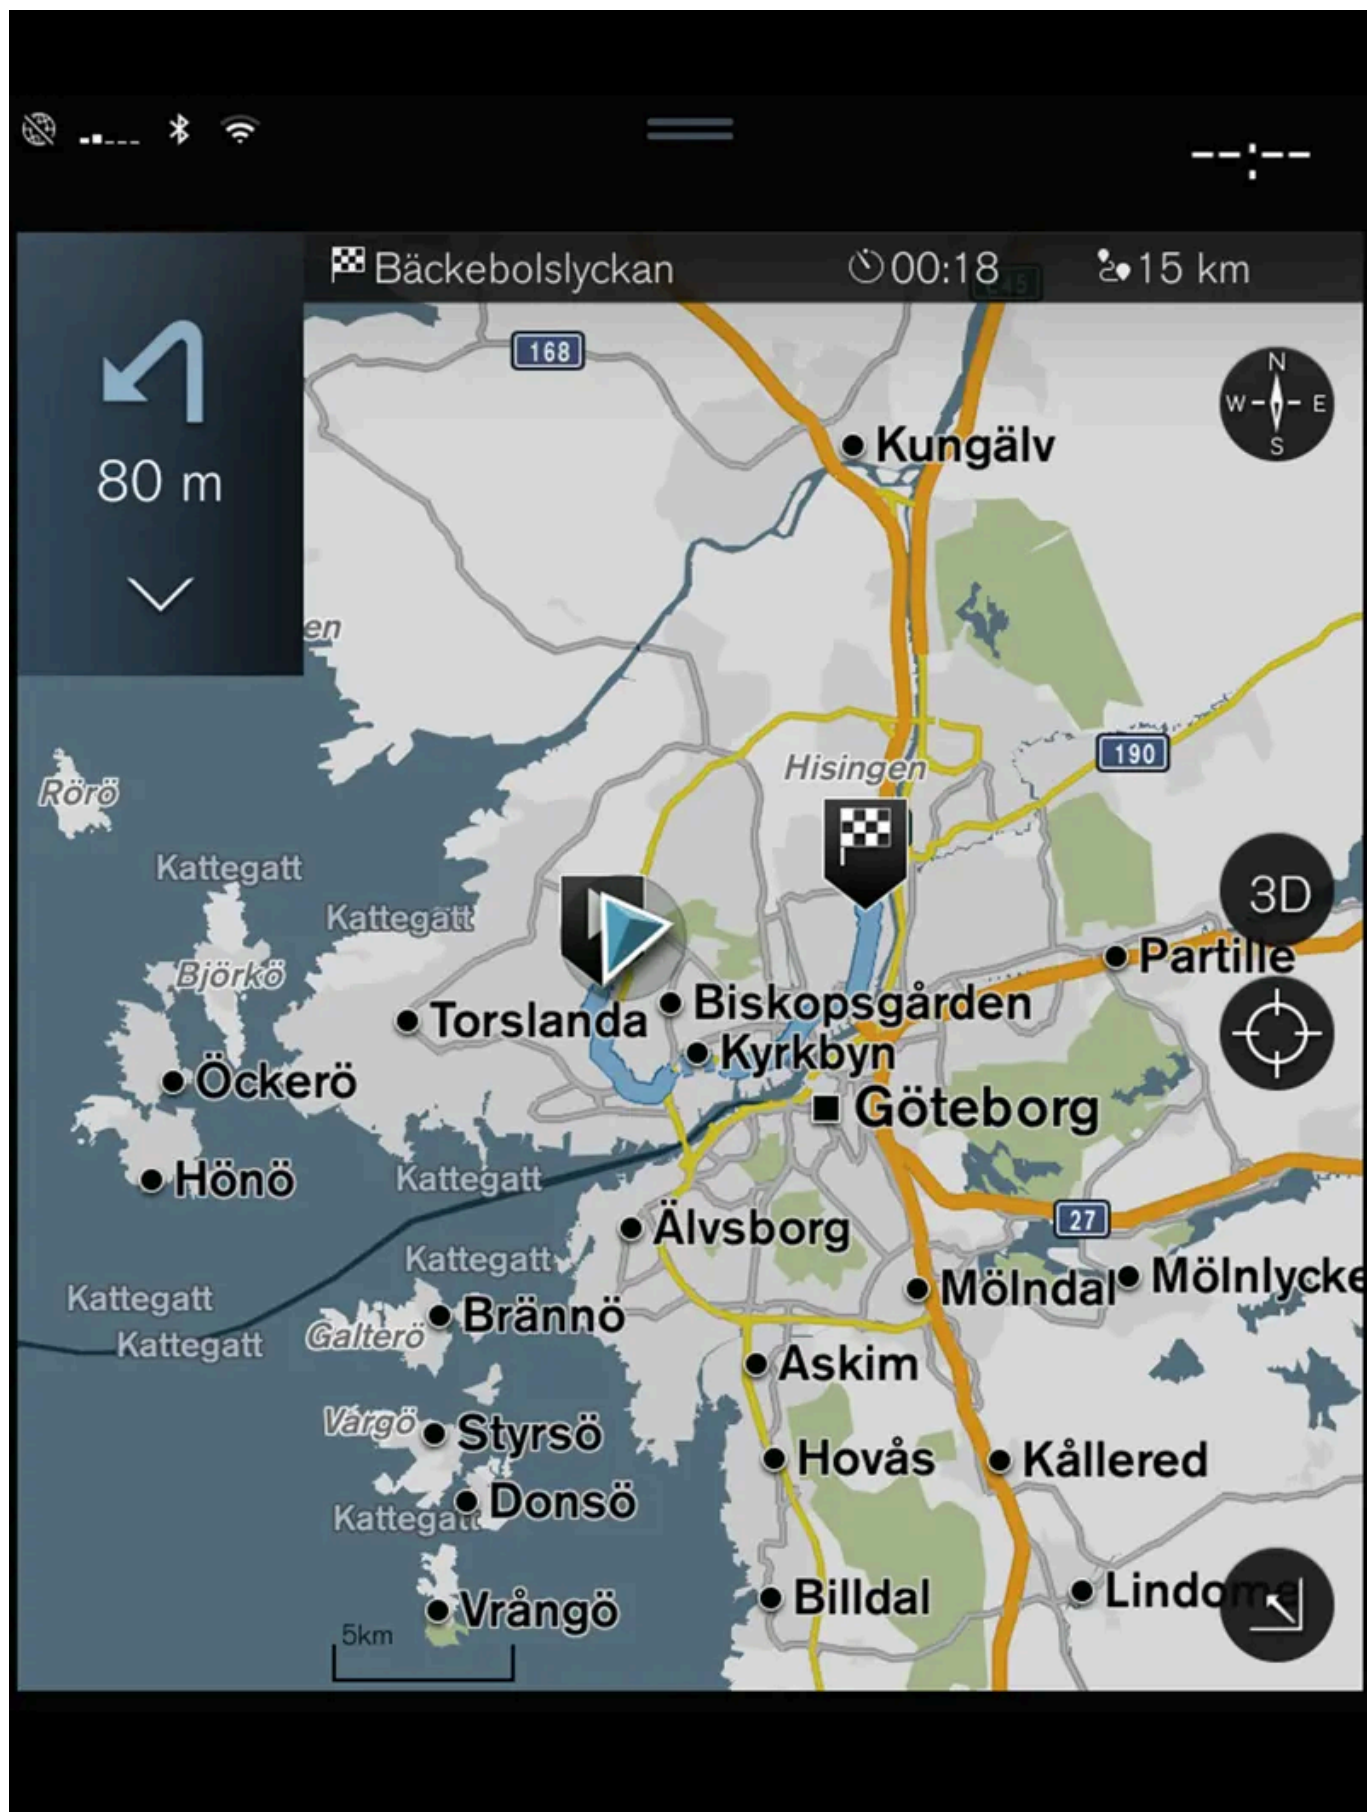 --:--
Bäckebolslyckan
00:18
15 km
E45
80 m
168
N
W
E
S
Kungälv
en
190
Hisingen
Rörö
Kattegatt
Kattegatt
3D
Partille
Björkö
Biskopsgården
Torslanda
Kyrkbyn
Öckerö
Göteborg
Hönö
Kattegatt
27
Älvsborg
Kattegatt
Mölndal
Mölnlycke
Kattegatt
Brännö
Galterö
Kattegatt
Askim
Vargö
Styrsö
Hovås
Kållered
Donsö
Kattegatt
Lindome
Billdal
Vrångö
5km